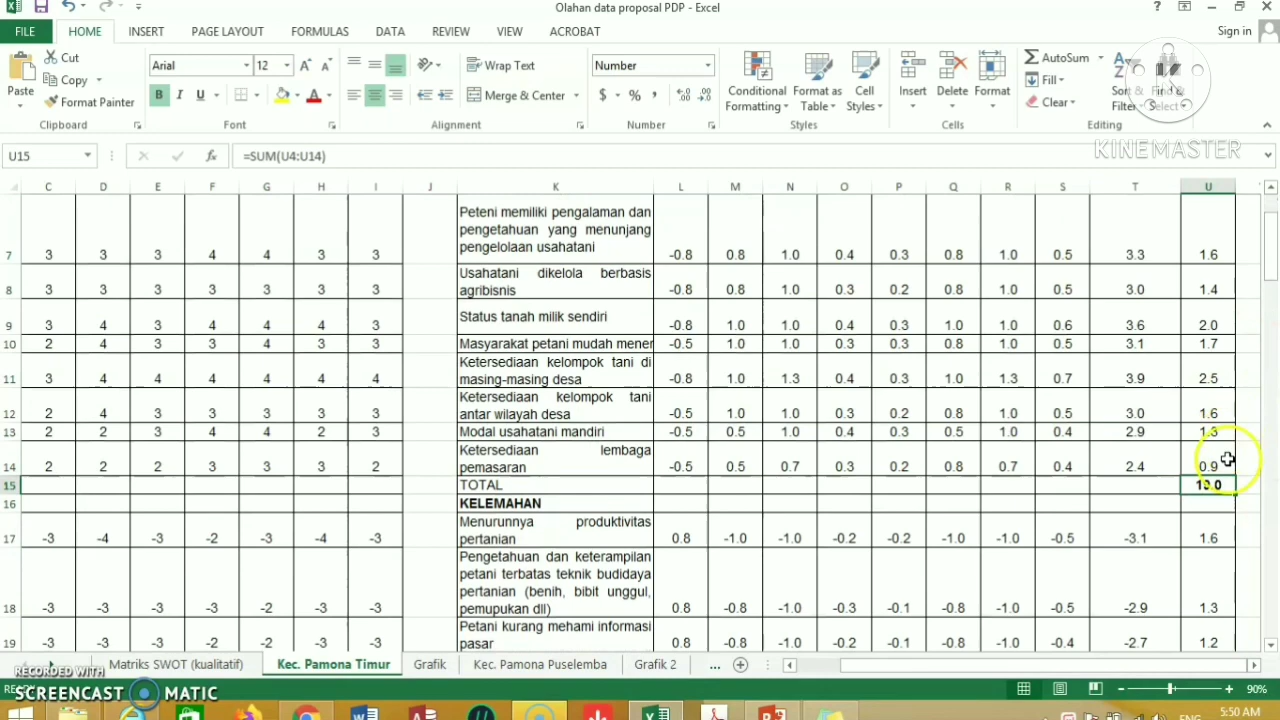 Olahan data proposal PDP - Excel
FILE HOME INSERT PAGE LAYOUT FORMULAS DATA REVIEW VIEW ACROBAT Sign in
Paste Cut Copy Format Painter Clipboard
Arial 12 B I U Font
Wrap Text Merge & Center Alignment
Number $ % , Number
Conditional Formatting Format as Table Cell Styles Styles
Insert Delete Format Cells
AutoSum Fill Clear Sort & Filter Find & Select Editing
KINEMASTER
U15 fx =SUM(U4:U14)
C D E F G H I J K L M N O P Q R S T U
Peteni memiliki pengalaman dan
pengetahuan yang menunjang
pengelolaan usahatani
7 3 3 3 4 4 3 3 -0.8 0.8 1.0 0.4 0.3 0.8 1.0 0.5 3.3 1.6
Usahatani dikelola berbasis
agribisnis
8 3 3 3 3 3 3 3 -0.8 0.8 1.0 0.3 0.2 0.8 1.0 0.5 3.0 1.4
Status tanah milik sendiri
9 3 4 3 4 4 4 3 -0.8 1.0 1.0 0.4 0.3 1.0 1.0 0.6 3.6 2.0
10 2 4 3 3 4 3 3 Masyarakat petani mudah mener -0.5 1.0 1.0 0.3 0.3 0.8 1.0 0.5 3.1 1.7
Ketersediaan kelompok tani di
masing-masing desa
11 3 4 4 4 4 4 4 -0.8 1.0 1.3 0.4 0.3 1.0 1.3 0.7 3.9 2.5
Ketersediaan kelompok tani
antar wilayah desa
12 2 4 3 3 3 3 3 -0.5 1.0 1.0 0.3 0.2 0.8 1.0 0.5 3.0 1.6
13 2 2 3 4 4 2 3 Modal usahatani mandiri -0.5 0.5 1.0 0.4 0.3 0.5 1.0 0.4 2.9 1.3
Ketersediaan lembaga
pemasaran
14 2 2 2 3 3 3 2 -0.5 0.5 0.7 0.3 0.2 0.8 0.7 0.4 2.4 0.9
15 TOTAL
16 KELEMAHAN
Menurunnya produktivitas
pertanian
17 -3 -4 -3 -2 -3 -4 -3 0.8 -1.0 -1.0 -0.2 -0.2 -1.0 -1.0 -0.5 -3.1 1.6
Pengetahuan dan keterampilan
petani terbatas teknik budidaya
pertanian (benih, bibit unggul,
pemupukan dll)
18 -3 -3 -3 -3 -2 -3 -3 0.8 -0.8 -1.0 -0.3 -0.1 -0.8 -1.0 -0.5 -2.9 1.3
Petani kurang mehami informasi
pasar
19 -3 -3 -3 -2 -2 -3 -3 0.8 -0.8 -1.0 -0.2 -0.1 -0.8 -1.0 -0.4 -2.7 1.2
Matriks SWOT (kualitatif) Kec. Pamona Timur Grafik Kec. Pamona Puselemba Grafik 2 ...
RECORDED WITH
SCREENCAST MATIC
90%
5:50 AM